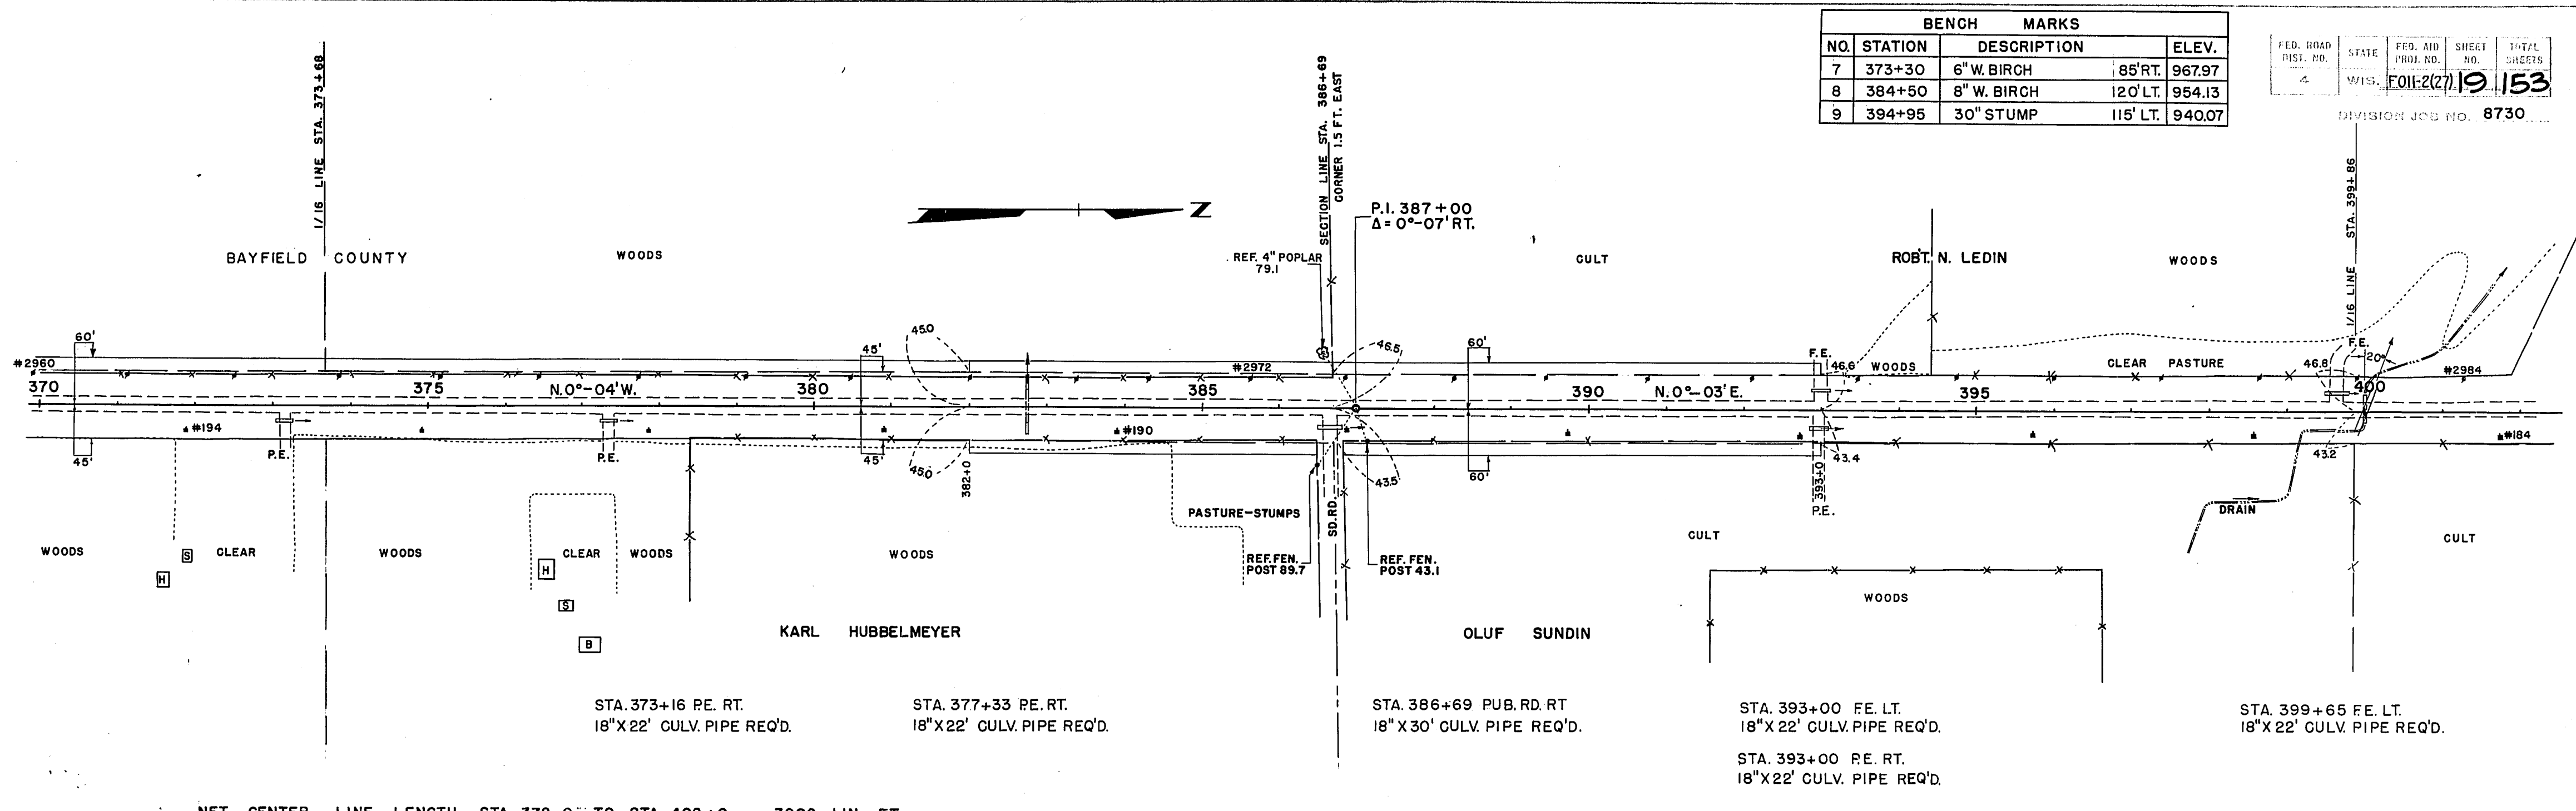 BENCH MARKS
NO. STATION DESCRIPTION ELEV.
7 373+30 6" W. BIRCH 85' RT. 967.97
8 384+50 8" W. BIRCH 120' LT. 954.13
9 394+95 30" STUMP 115' LT. 940.07
FED. ROAD DIST. NO. STATE FED. AID PROJ. NO. SHEET NO. TOTAL SHEETS
4 WIS. F011-2(27) 19 153
DIVISION JOB NO. 8730
1/16 LINE STA. 373+68
SECTION LINE STA. 386+69
CORNER 1.5 FT. EAST
1/16 LINE STA. 399+86
Z
P.I. 387+00
Δ = 0°-07' RT.
BAYFIELD COUNTY
WOODS
REF. 4" POPLAR
79.1
CULT
ROB'T. N. LEDIN
WOODS
60'
45.0
45'
46.5
60'
F.E.
46.6
WOODS
CLEAR PASTURE
46.8
F.E.
20°
#2960
#2972
#2984
370
375
N.0°-04'W.
380
385
390
N.0°-03'E.
395
400
#194
#190
#184
45'
P.E.
P.E.
45'
45.0
382+0
43.5
60'
43.4
393+0
P.E.
43.2
SD.RD.
PASTURE-STUMPS
DRAIN
WOODS
S
CLEAR
WOODS
CLEAR
WOODS
WOODS
CULT
CULT
H
H
S
B
REF. FEN.
POST 89.7
REF. FEN.
POST 43.1
WOODS
KARL HUBBELMEYER
OLUF SUNDIN
STA. 373+16 P.E. RT.
18"X22' CULV. PIPE REQ'D.
STA. 377+33 P.E. RT.
18"X22' CULV. PIPE REQ'D.
STA. 386+69 PUB. RD. RT
18"X30' CULV. PIPE REQ'D.
STA. 393+00 F.E. LT.
18"X22' CULV. PIPE REQ'D.
STA. 393+00 P.E. RT.
18"X22' CULV. PIPE REQ'D.
STA. 399+65 F.E. LT.
18"X22' CULV. PIPE REQ'D.
NET CENTER LINE LENGTH STA.